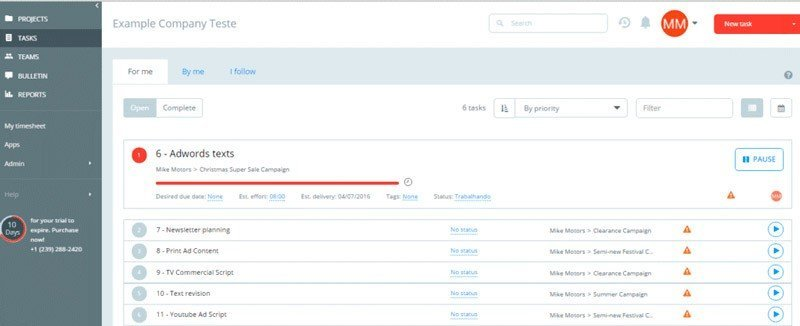 PROJECTS
TASKS
TEAMS
BULLETIN
REPORTS
My timesheet
Apps
Admin
Help
10
Days
for your trial to
expire. Purchase
now!
+1 (239) 288-2420
Example Company Teste
Search
MM
New task
For me
By me
I follow
Open
Complete
6 tasks
By priority
Filter
1
6 - Adwords texts
Mike Motors > Christmas Super Sale Campaign
PAUSE
Desired due date: None Est. effort: 08:00 Est. delivery: 04/07/2016 Tags: None Status: Trabalhando
MM
2 7 - Newsletter planning No status Mike Motors > Clearance Campaign
3 8 - Print Ad Content No status Mike Motors > Semi-new Festival C...
4 9 - TV Commercial Script No status Mike Motors > Clearance Campaign
5 10 - Text revision No status Mike Motors > Summer Campaign
6 11 - Youtube Ad Script No status Mike Motors > Semi-new Festival C...